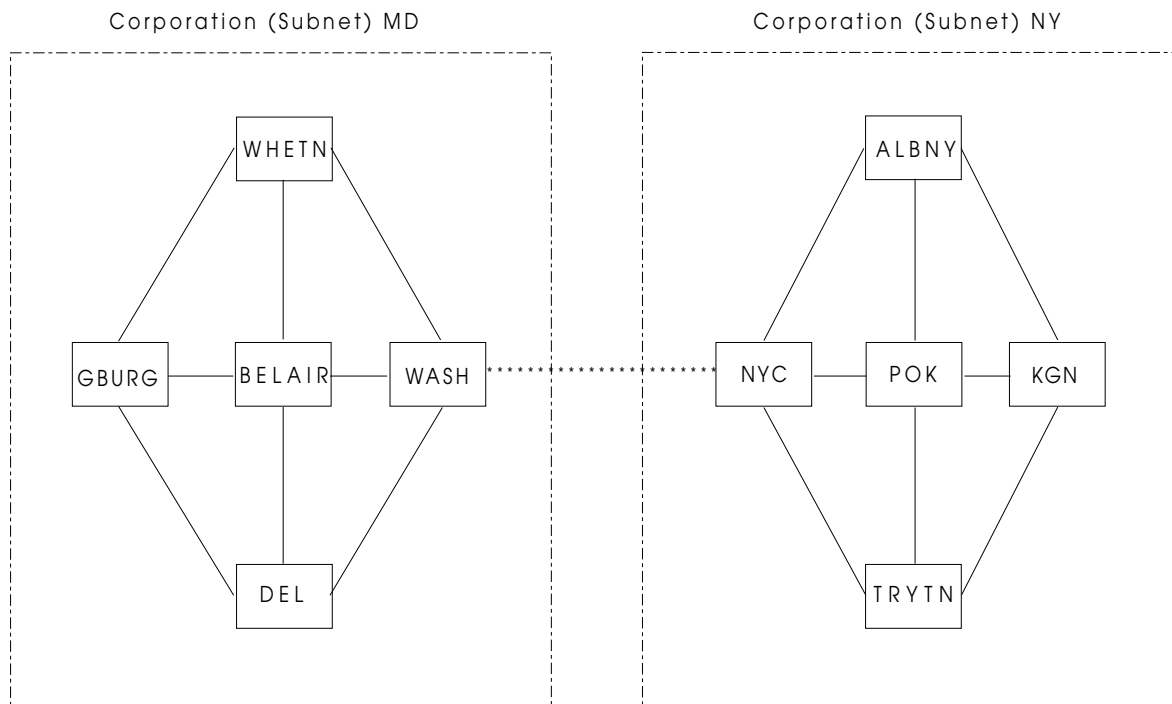 Corporation (Subnet) MD
Corporation (Subnet) NY
WHETN
ALBNY
GBURG
BELAIR
WASH
NYC
POK
KGN
DEL
TRYTN